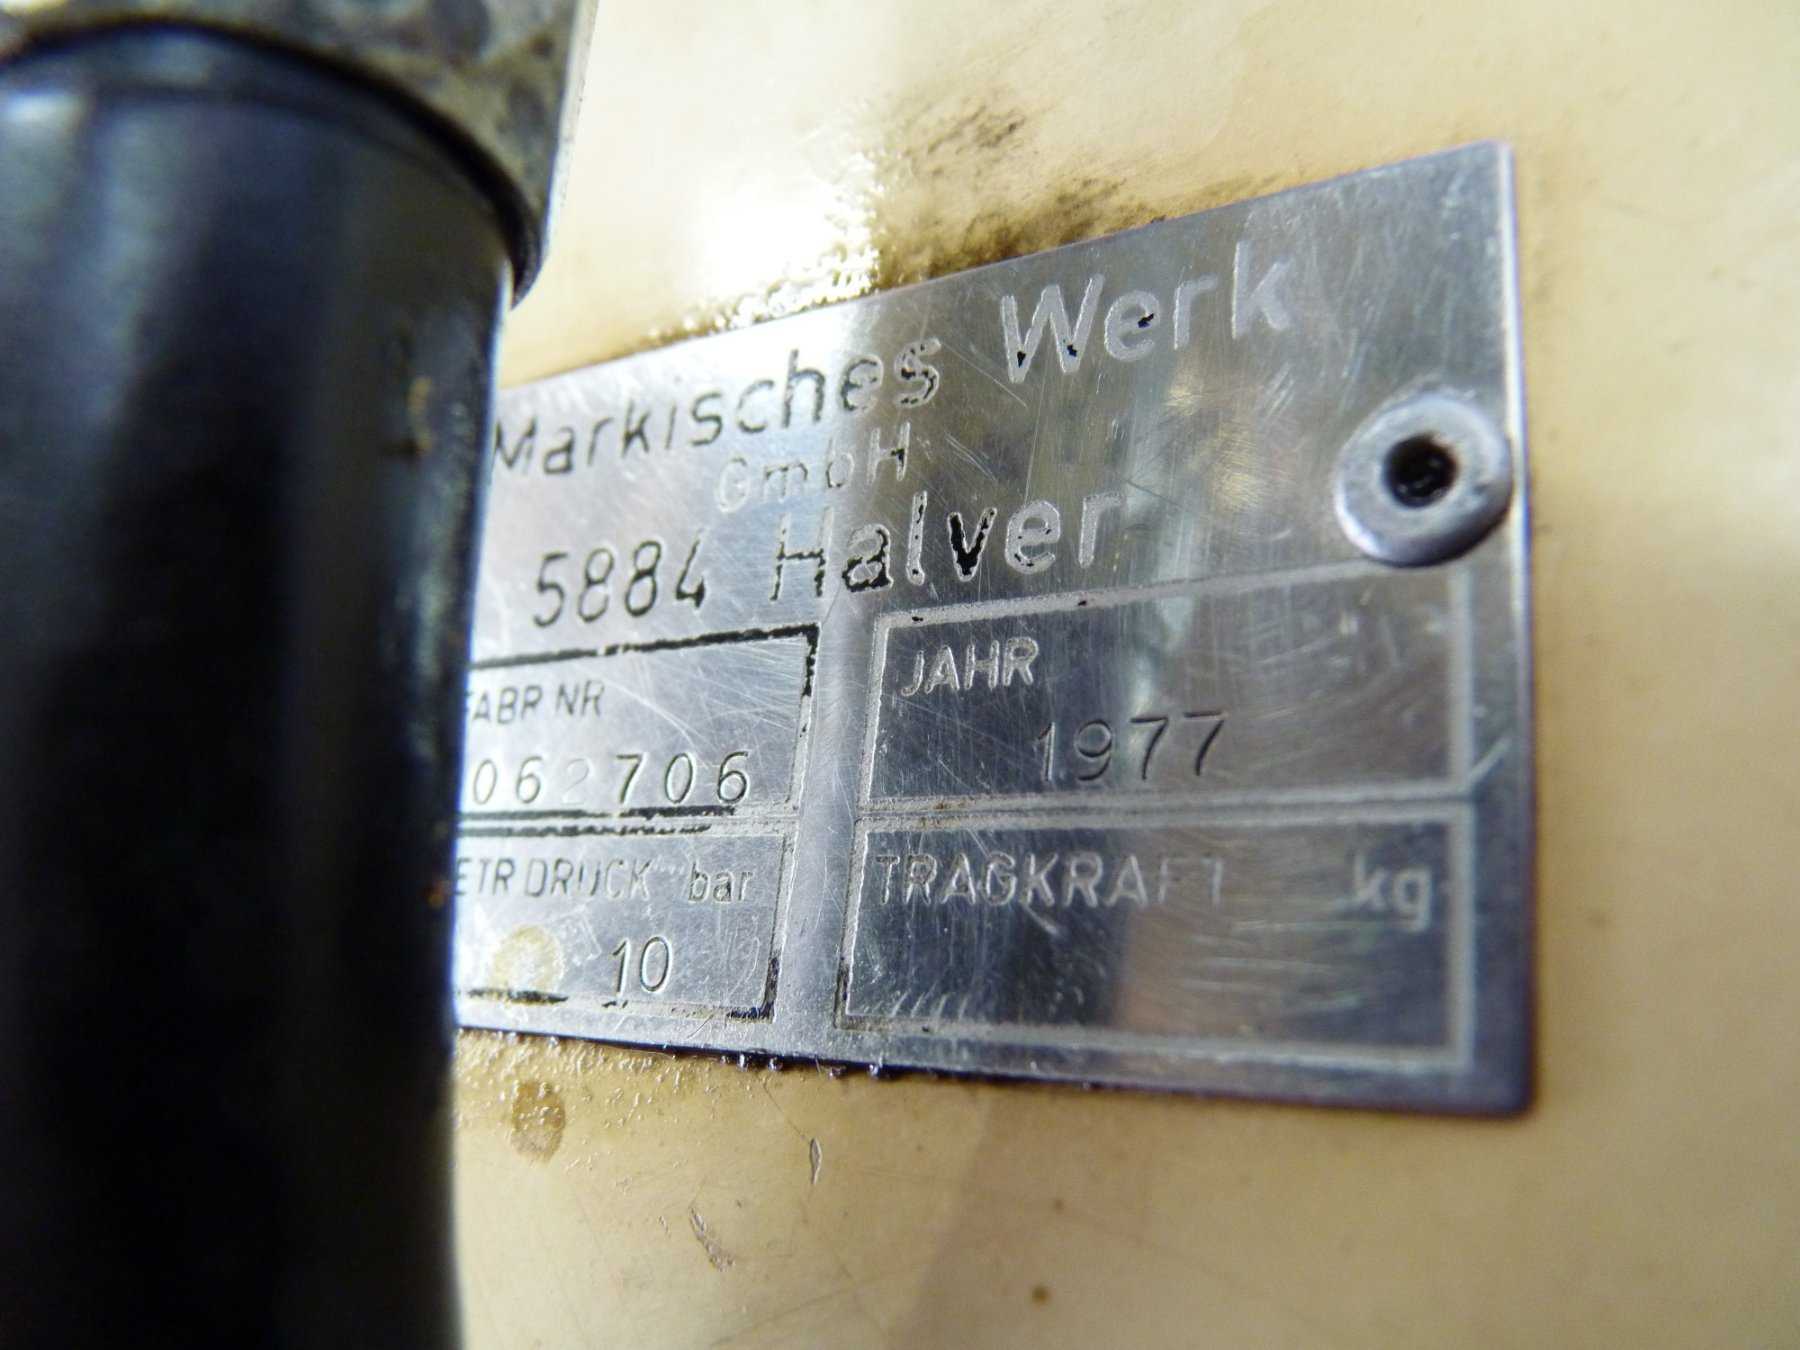 Markisches Werk
GmbH
5884 Halver
FABR NR
062706
JAHR
1977
ETR DRUCK bar
10
TRAGKRAFT kg